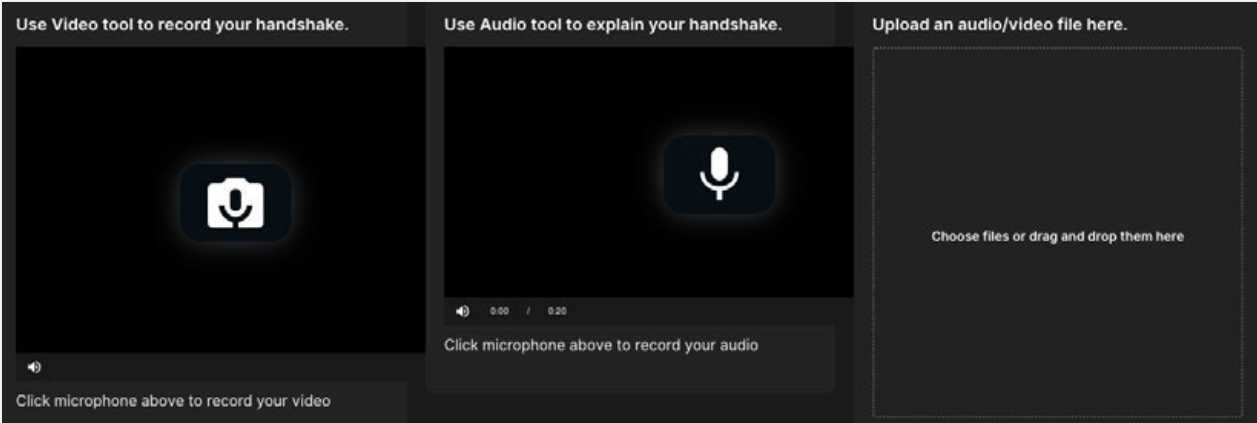 Use Video tool to record your handshake.
Click microphone above to record your video
Use Audio tool to explain your handshake.
0:00 / 0:20
Click microphone above to record your audio
Upload an audio/video file here.
Choose files or drag and drop them here